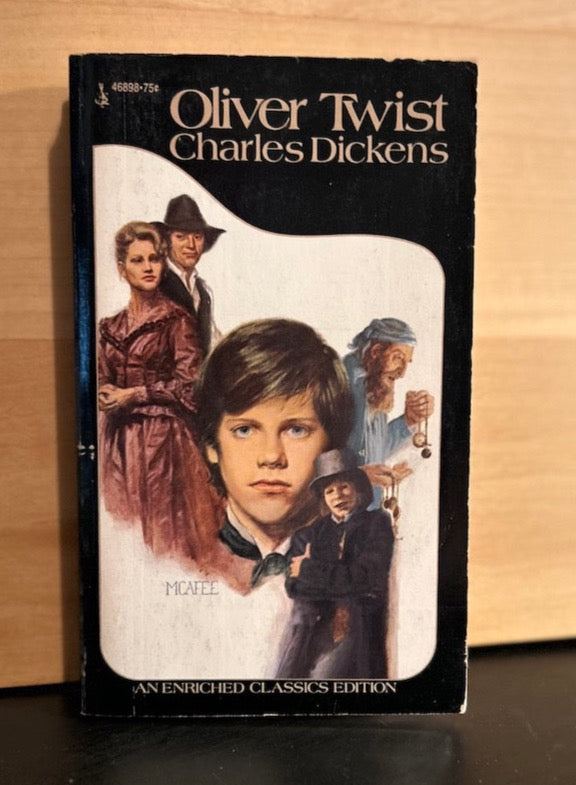 46898·75¢
Oliver Twist
Charles Dickens
MCAFEE
AN ENRICHED CLASSICS EDITION